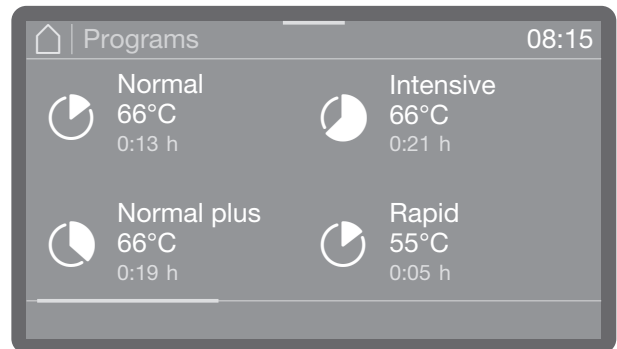 Programs
08:15
Normal
66°C
0:13 h
Intensive
66°C
0:21 h
Normal plus
66°C
0:19 h
Rapid
55°C
0:05 h